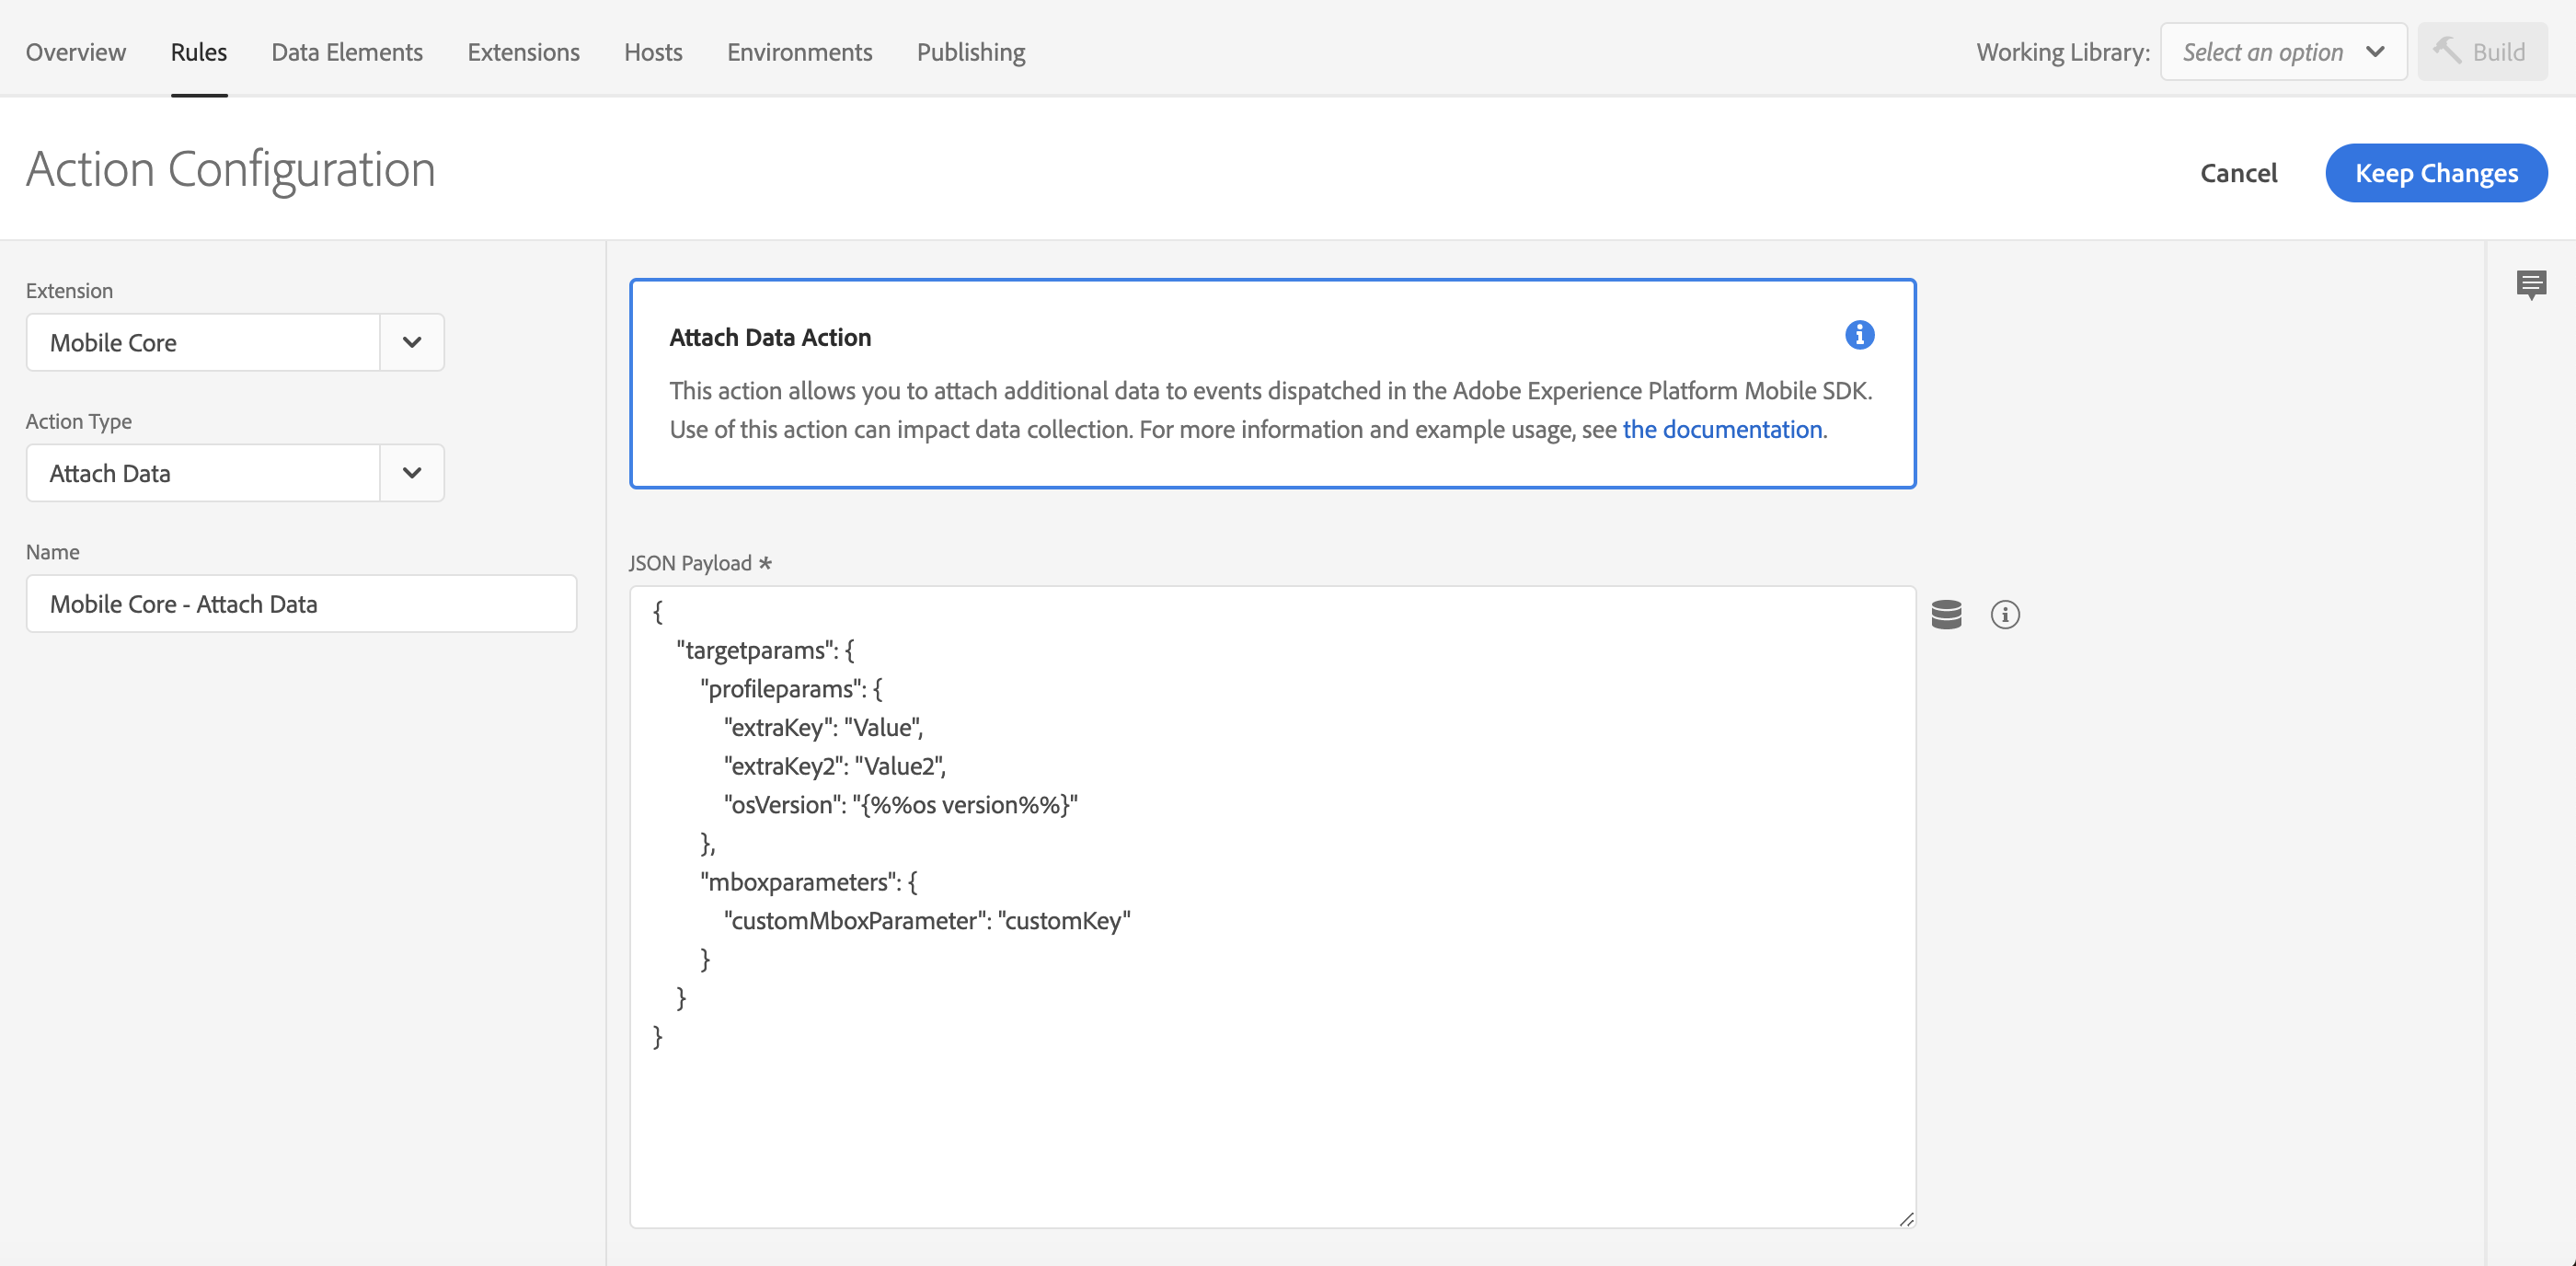 Overview Rules Data Elements Extensions Hosts Environments Publishing Working Library: Select an option Build
Action Configuration Cancel Keep Changes
Extension
Mobile Core
Action Type
Attach Data
Name
Mobile Core - Attach Data
Attach Data Action
This action allows you to attach additional data to events dispatched in the Adobe Experience Platform Mobile SDK.
Use of this action can impact data collection. For more information and example usage, see the documentation.
JSON Payload *
{
"targetparams": {
"profileparams": {
"extraKey": "Value",
"extraKey2": "Value2",
"osVersion": "{%%os version%%}"
},
"mboxparameters": {
"customMboxParameter": "customKey"
}
}
}